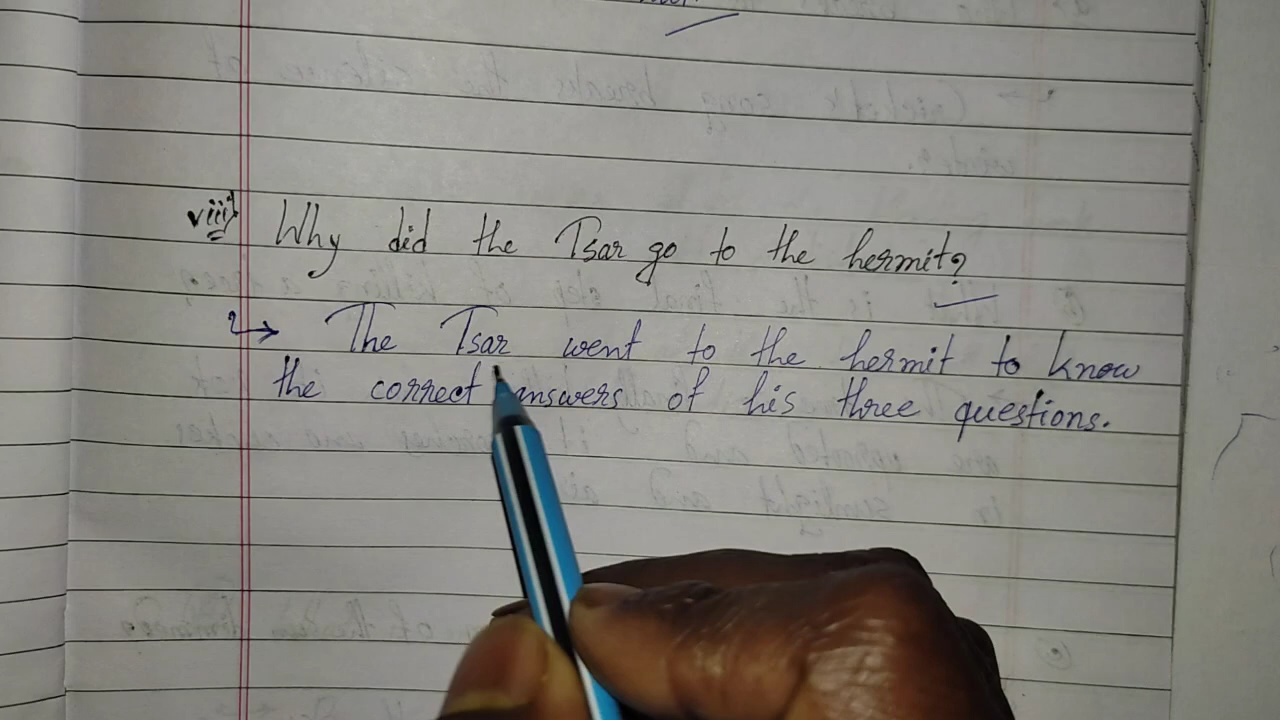 viii) Why did the Tsar go to the hermit?
→ The Tsar went to the hermit to know
the correct answers of his three questions.